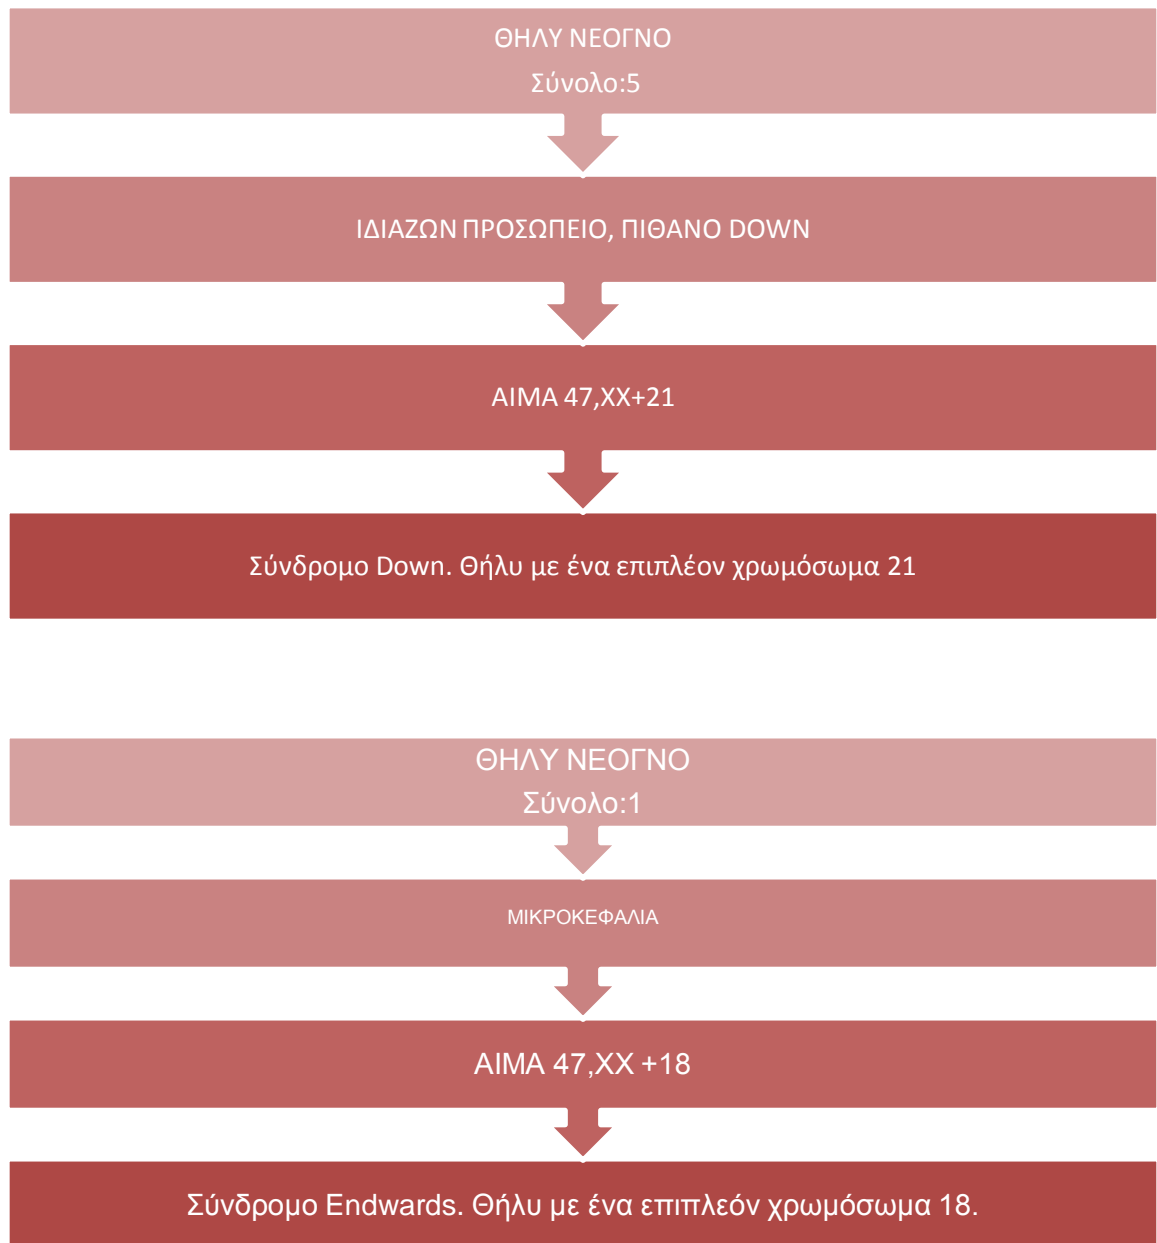 ΘΗΛΥ ΝΕΟΓΝΟ
Σύνολο:5
ΙΔΙΑΖΩΝ ΠΡΟΣΩΠΕΙΟ, ΠΙΘΑΝΟ DOWN
ΑΙΜΑ 47,ΧΧ+21
Σύνδρομο Down. Θήλυ με ένα επιπλέον χρωμόσωμα 21
ΘΗΛΥ ΝΕΟΓΝΟ
Σύνολο:1
ΜΙΚΡΟΚΕΦΑΛΙΑ
ΑΙΜΑ 47,ΧΧ +18
Σύνδρομο Endwards. Θήλυ με ένα επιπλεόν χρωμόσωμα 18.